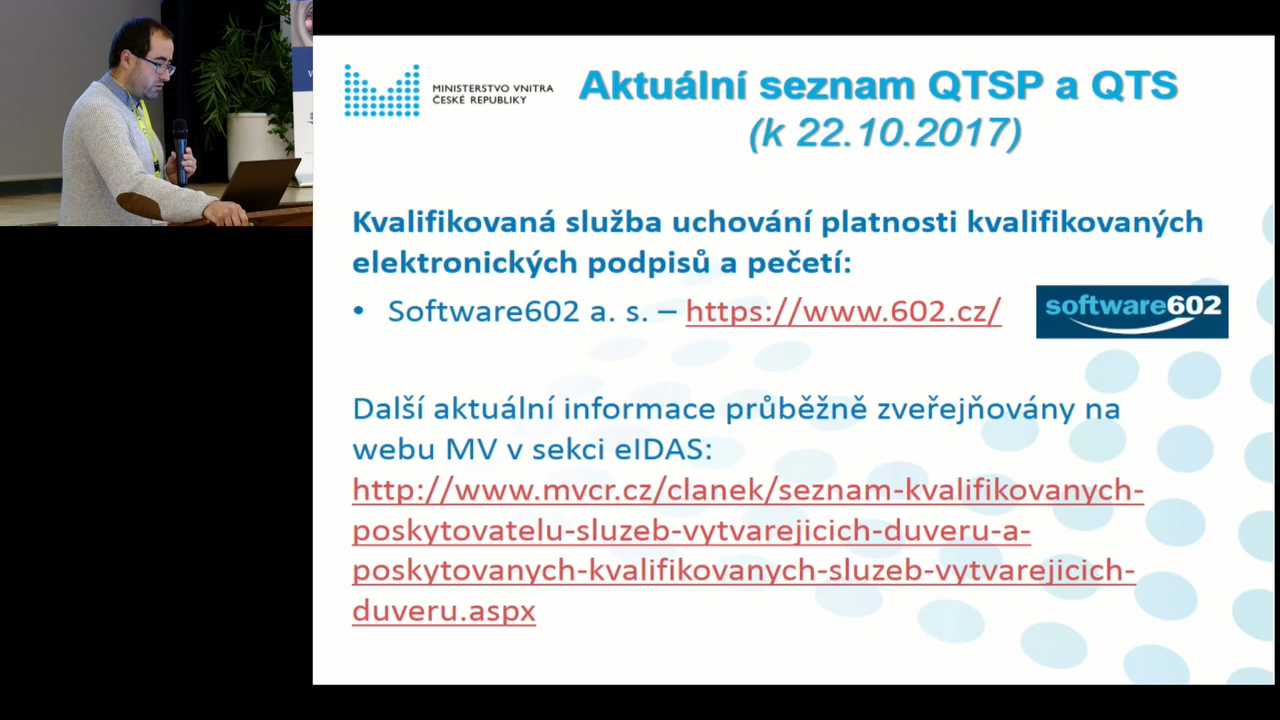 MINISTERSTVO VNITRA
ČESKÉ REPUBLIKY
Aktuální seznam QTSP a QTS
(k 22.10.2017)
Kvalifikovaná služba uchování platnosti kvalifikovaných
elektronických podpisů a pečetí:
• Software602 a. s. – https://www.602.cz/
software602
Další aktuální informace průběžně zveřejňovány na
webu MV v sekci eIDAS:
http://www.mvcr.cz/clanek/seznam-kvalifikovanych-
poskytovatelu-sluzeb-vytvarejicich-duveru-a-
poskytovanych-kvalifikovanych-sluzeb-vytvarejicich-
duveru.aspx